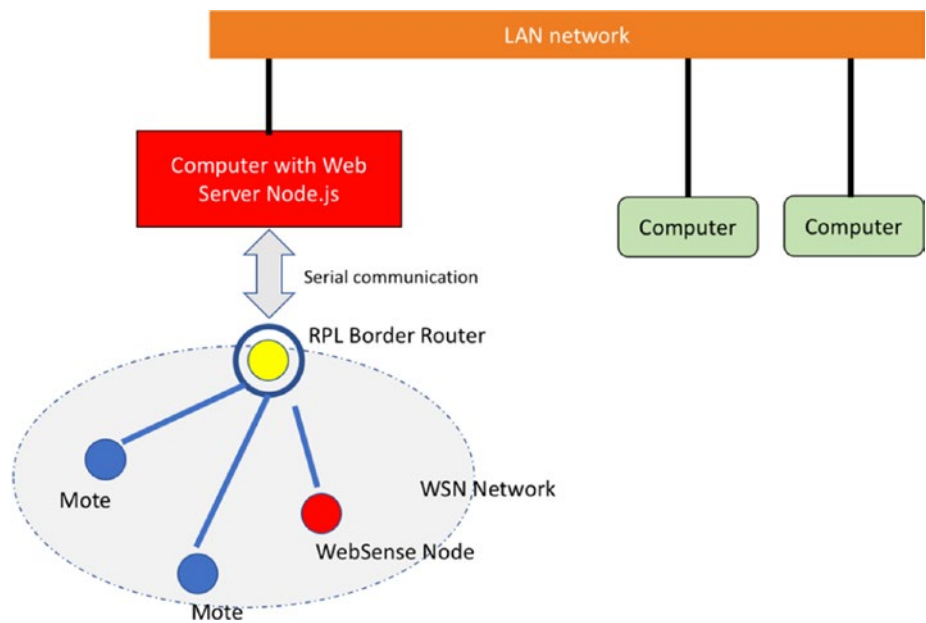 LAN network
Computer with Web
Server Node.js
Computer
Computer
Serial communication
RPL Border Router
Mote
WSN Network
WebSense Node
Mote